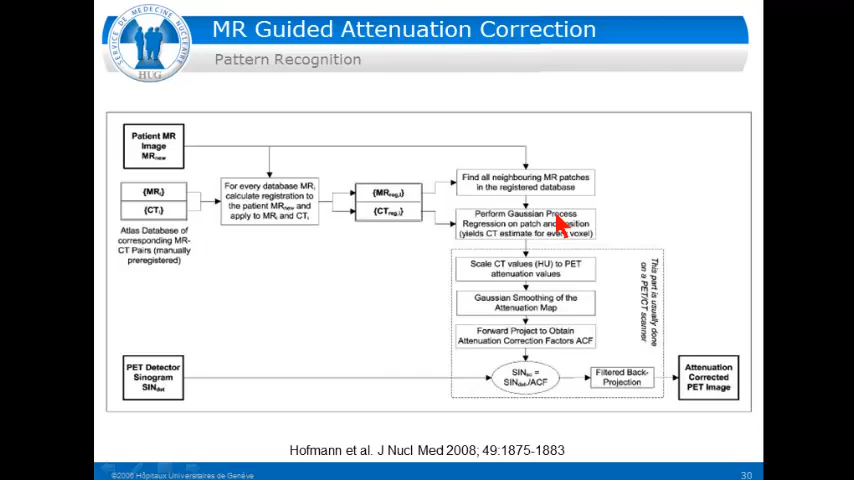 MR Guided Attenuation Correction
Pattern Recognition
SERVICE DE MEDECINE NUCLEAIRE
HUG
Patient MR
Image
MRnew
{MRi}
{CTi}
Atlas Database of
corresponding MR-
CT Pairs (manually
preregistered)
For every database MRi
calculate registration to
the patient MRnew and
apply to MRi and CTi
{MRreg,i}
{CTreg,i}
Find all neighbouring MR patches
in the registered database
Perform Gaussian Process
Regression on patch and position
(yields CT estimate for every voxel)
Scale CT values (HU) to PET
attenuation values
Gaussian Smoothing of the
Attenuation Map
Forward Project to Obtain
Attenuation Correction Factors ACF
This part is usually done
on a PET/CT scanner
PET Detector
Sinogram
SINdet
SINac =
SINdet/ACF
Filtered Back-
Projection
Attenuation
Corrected
PET Image
Hofmann et al. J Nucl Med 2008; 49:1875-1883
©2006 Hôpitaux Universitaires de Genève
30